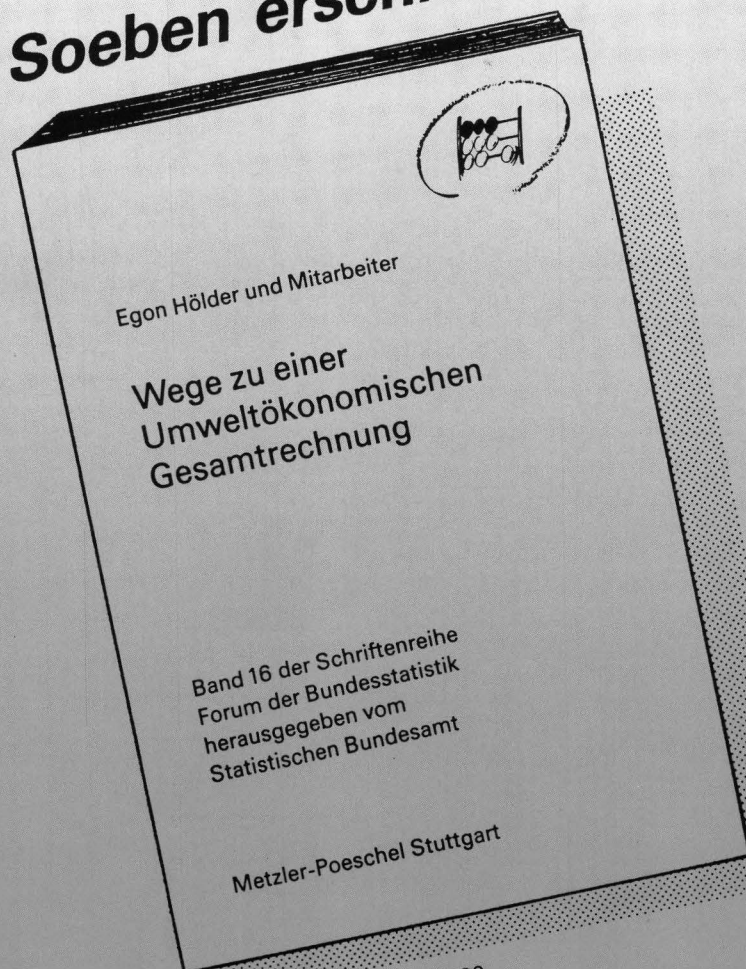 Soeben
Egon Hölder und Mitarbeiter
Wege zu einer
Umweltökonomischen
Gesamtrechnung
Band 16 der Schriftenreihe
Forum der Bundesstatistik
herausgegeben vom
Statistischen Bundesamt
Metzler-Poeschel Stuttgart